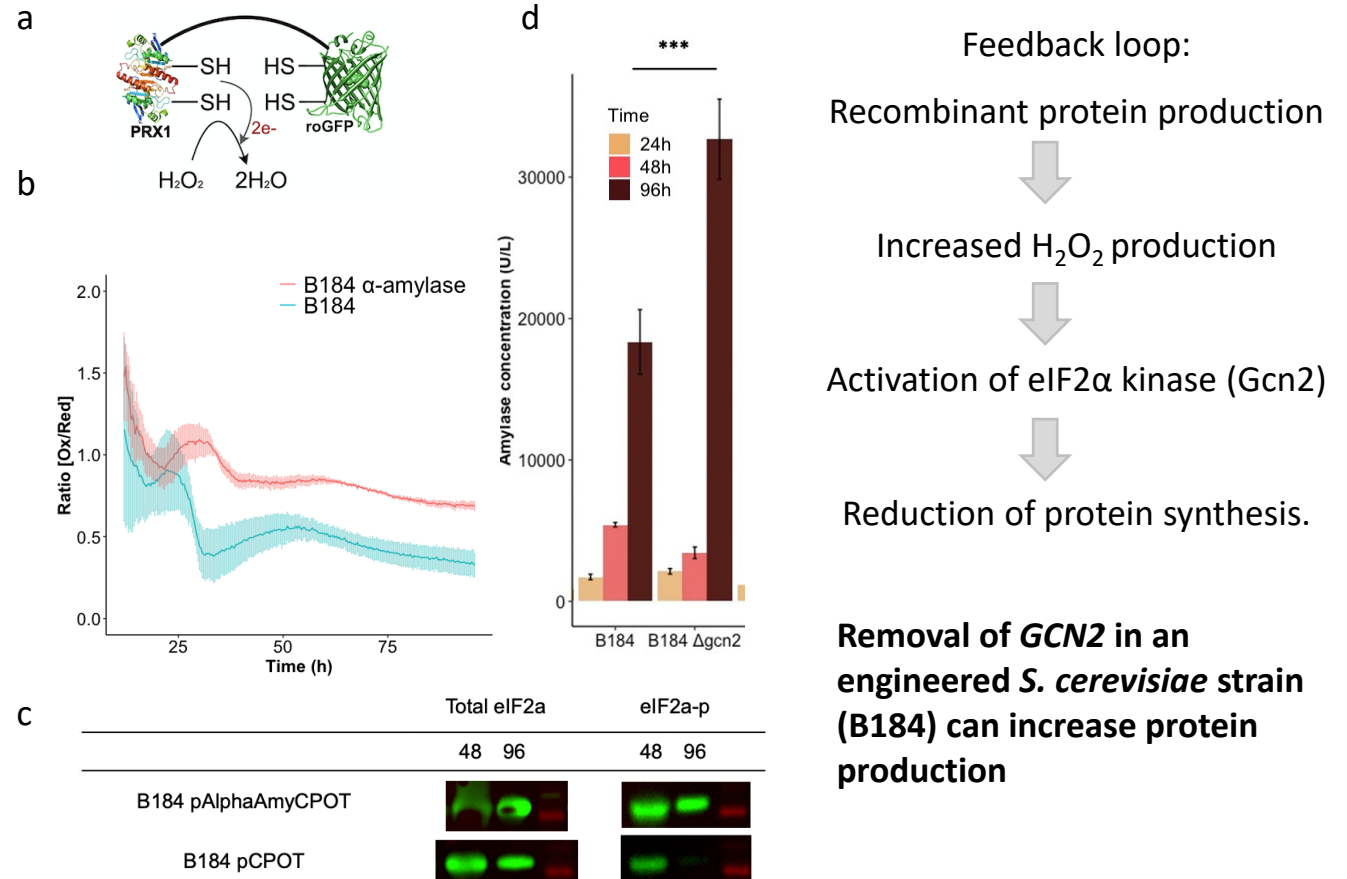 a
SH
HS
SH
HS
PRX1
roGFP
2e-
H₂O₂
2H₂O
b
B184 α-amylase
B184
2.0
1.5
1.0
0.5
0.0
Ratio [Ox/Red]
25
50
75
Time (h)
c
Total eIF2a
eIF2a-p
48
96
48
96
B184 pAlphaAmyCPOT
B184 pCPOT
d
***
Time
24h
48h
96h
30000
20000
10000
0
Amylase concentration (U/L)
B184
B184 Δgcn2
Feedback loop:
Recombinant protein production
Increased H₂O₂ production
Activation of eIF2α kinase (Gcn2)
Reduction of protein synthesis.
Removal of GCN2 in an
engineered S. cerevisiae strain
(B184) can increase protein
production